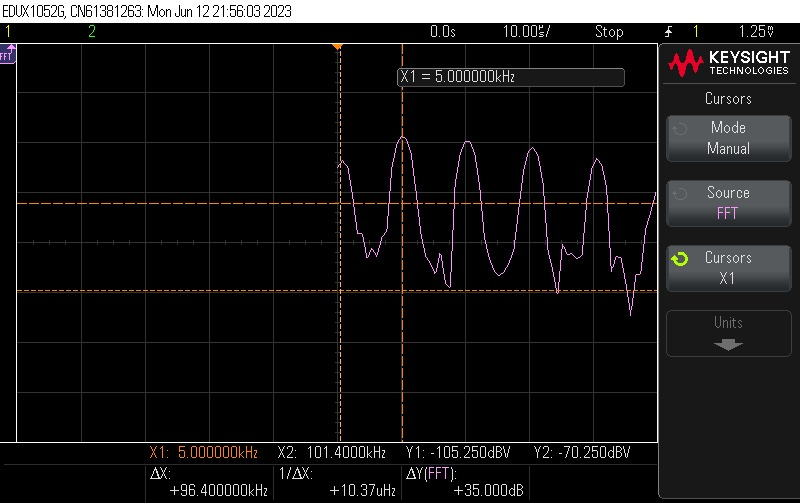 EDUX1052G, CN61381263: Mon Jun 12 21:56:03 2023
1 2 0.0s 10.00s/ Stop 1 1.25V
FFT
KEYSIGHT
TECHNOLOGIES
X1 = 5.000000kHz
Cursors
Mode
Manual
Source
FFT
Cursors
X1
Units
X1: 5.000000kHz X2: 101.4000kHz Y1: -105.250dBV Y2: -70.250dBV
ΔX: 1/ΔX: ΔY(FFT):
+96.400000kHz +10.37uHz +35.000dB